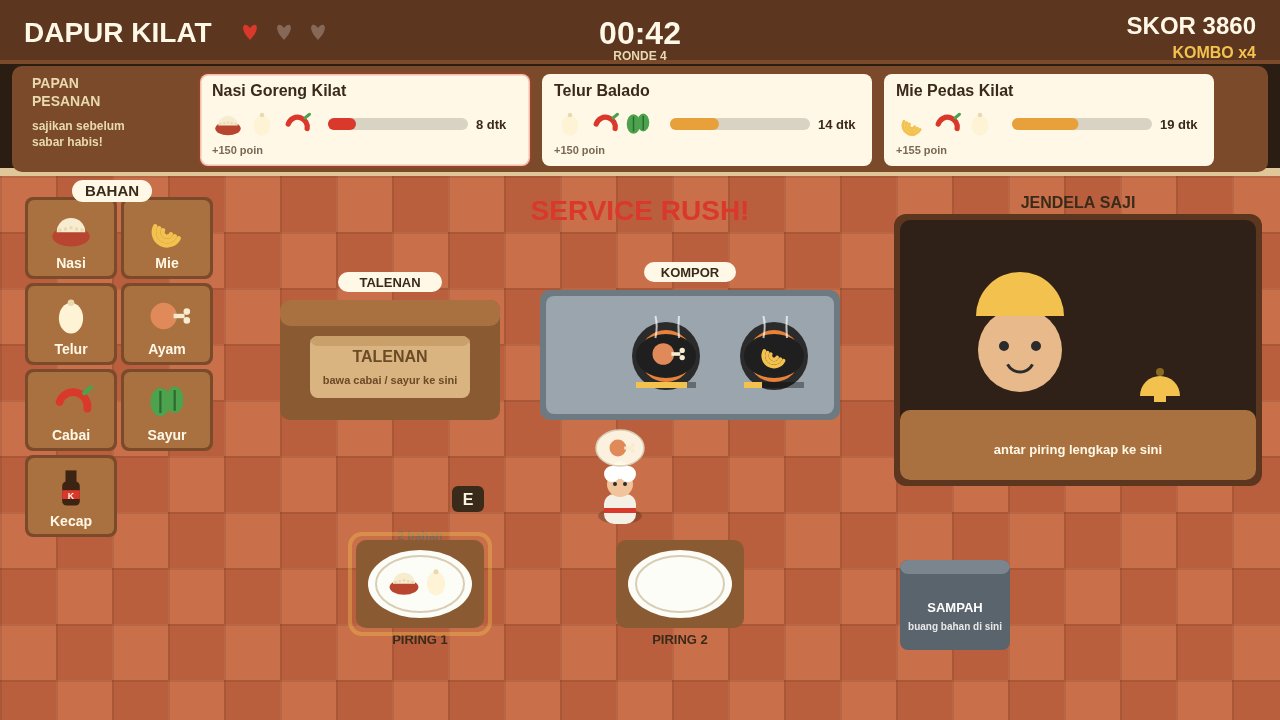 DAPUR KILAT
00:42
RONDE 4
SKOR 3860
KOMBO x4
PAPAN
PESANAN
sajikan sebelum
sabar habis!
Nasi Goreng Kilat
8 dtk
+150 poin
Telur Balado
14 dtk
+150 poin
Mie Pedas Kilat
19 dtk
+155 poin
BAHAN
Nasi
Mie
Telur
Ayam
Cabai
Sayur
K
Kecap
SERVICE RUSH!
TALENAN
TALENAN
bawa cabai / sayur ke sini
KOMPOR
JENDELA SAJI
antar piring lengkap ke sini
E
PIRING 1
PIRING 2
SAMPAH
buang bahan di sini